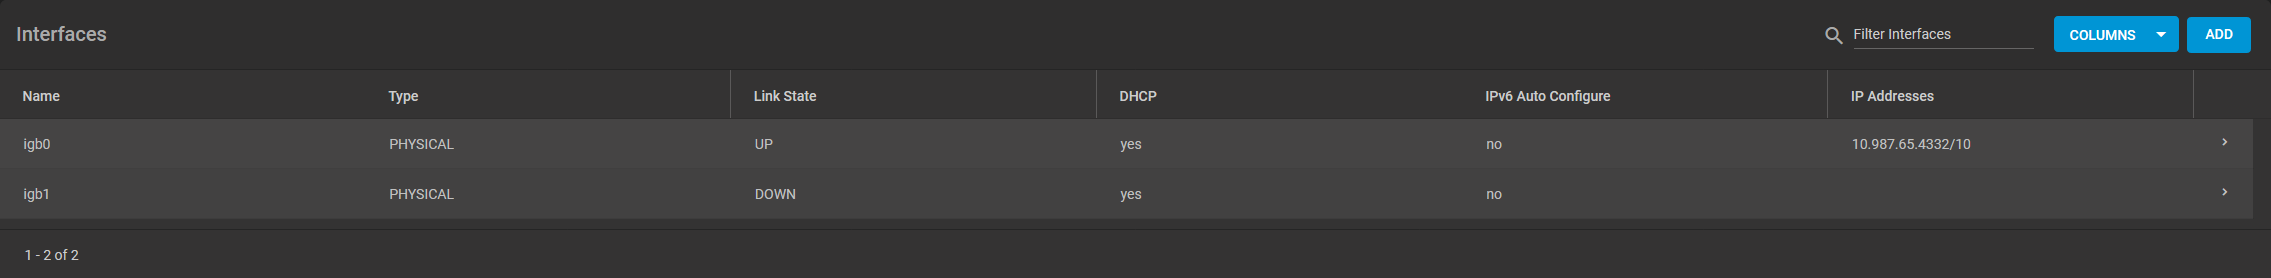 Interfaces
Filter Interfaces
COLUMNS
ADD
Name Type Link State DHCP IPv6 Auto Configure IP Addresses
igb0 PHYSICAL UP yes no 10.987.65.4332/10
igb1 PHYSICAL DOWN yes no
1 - 2 of 2